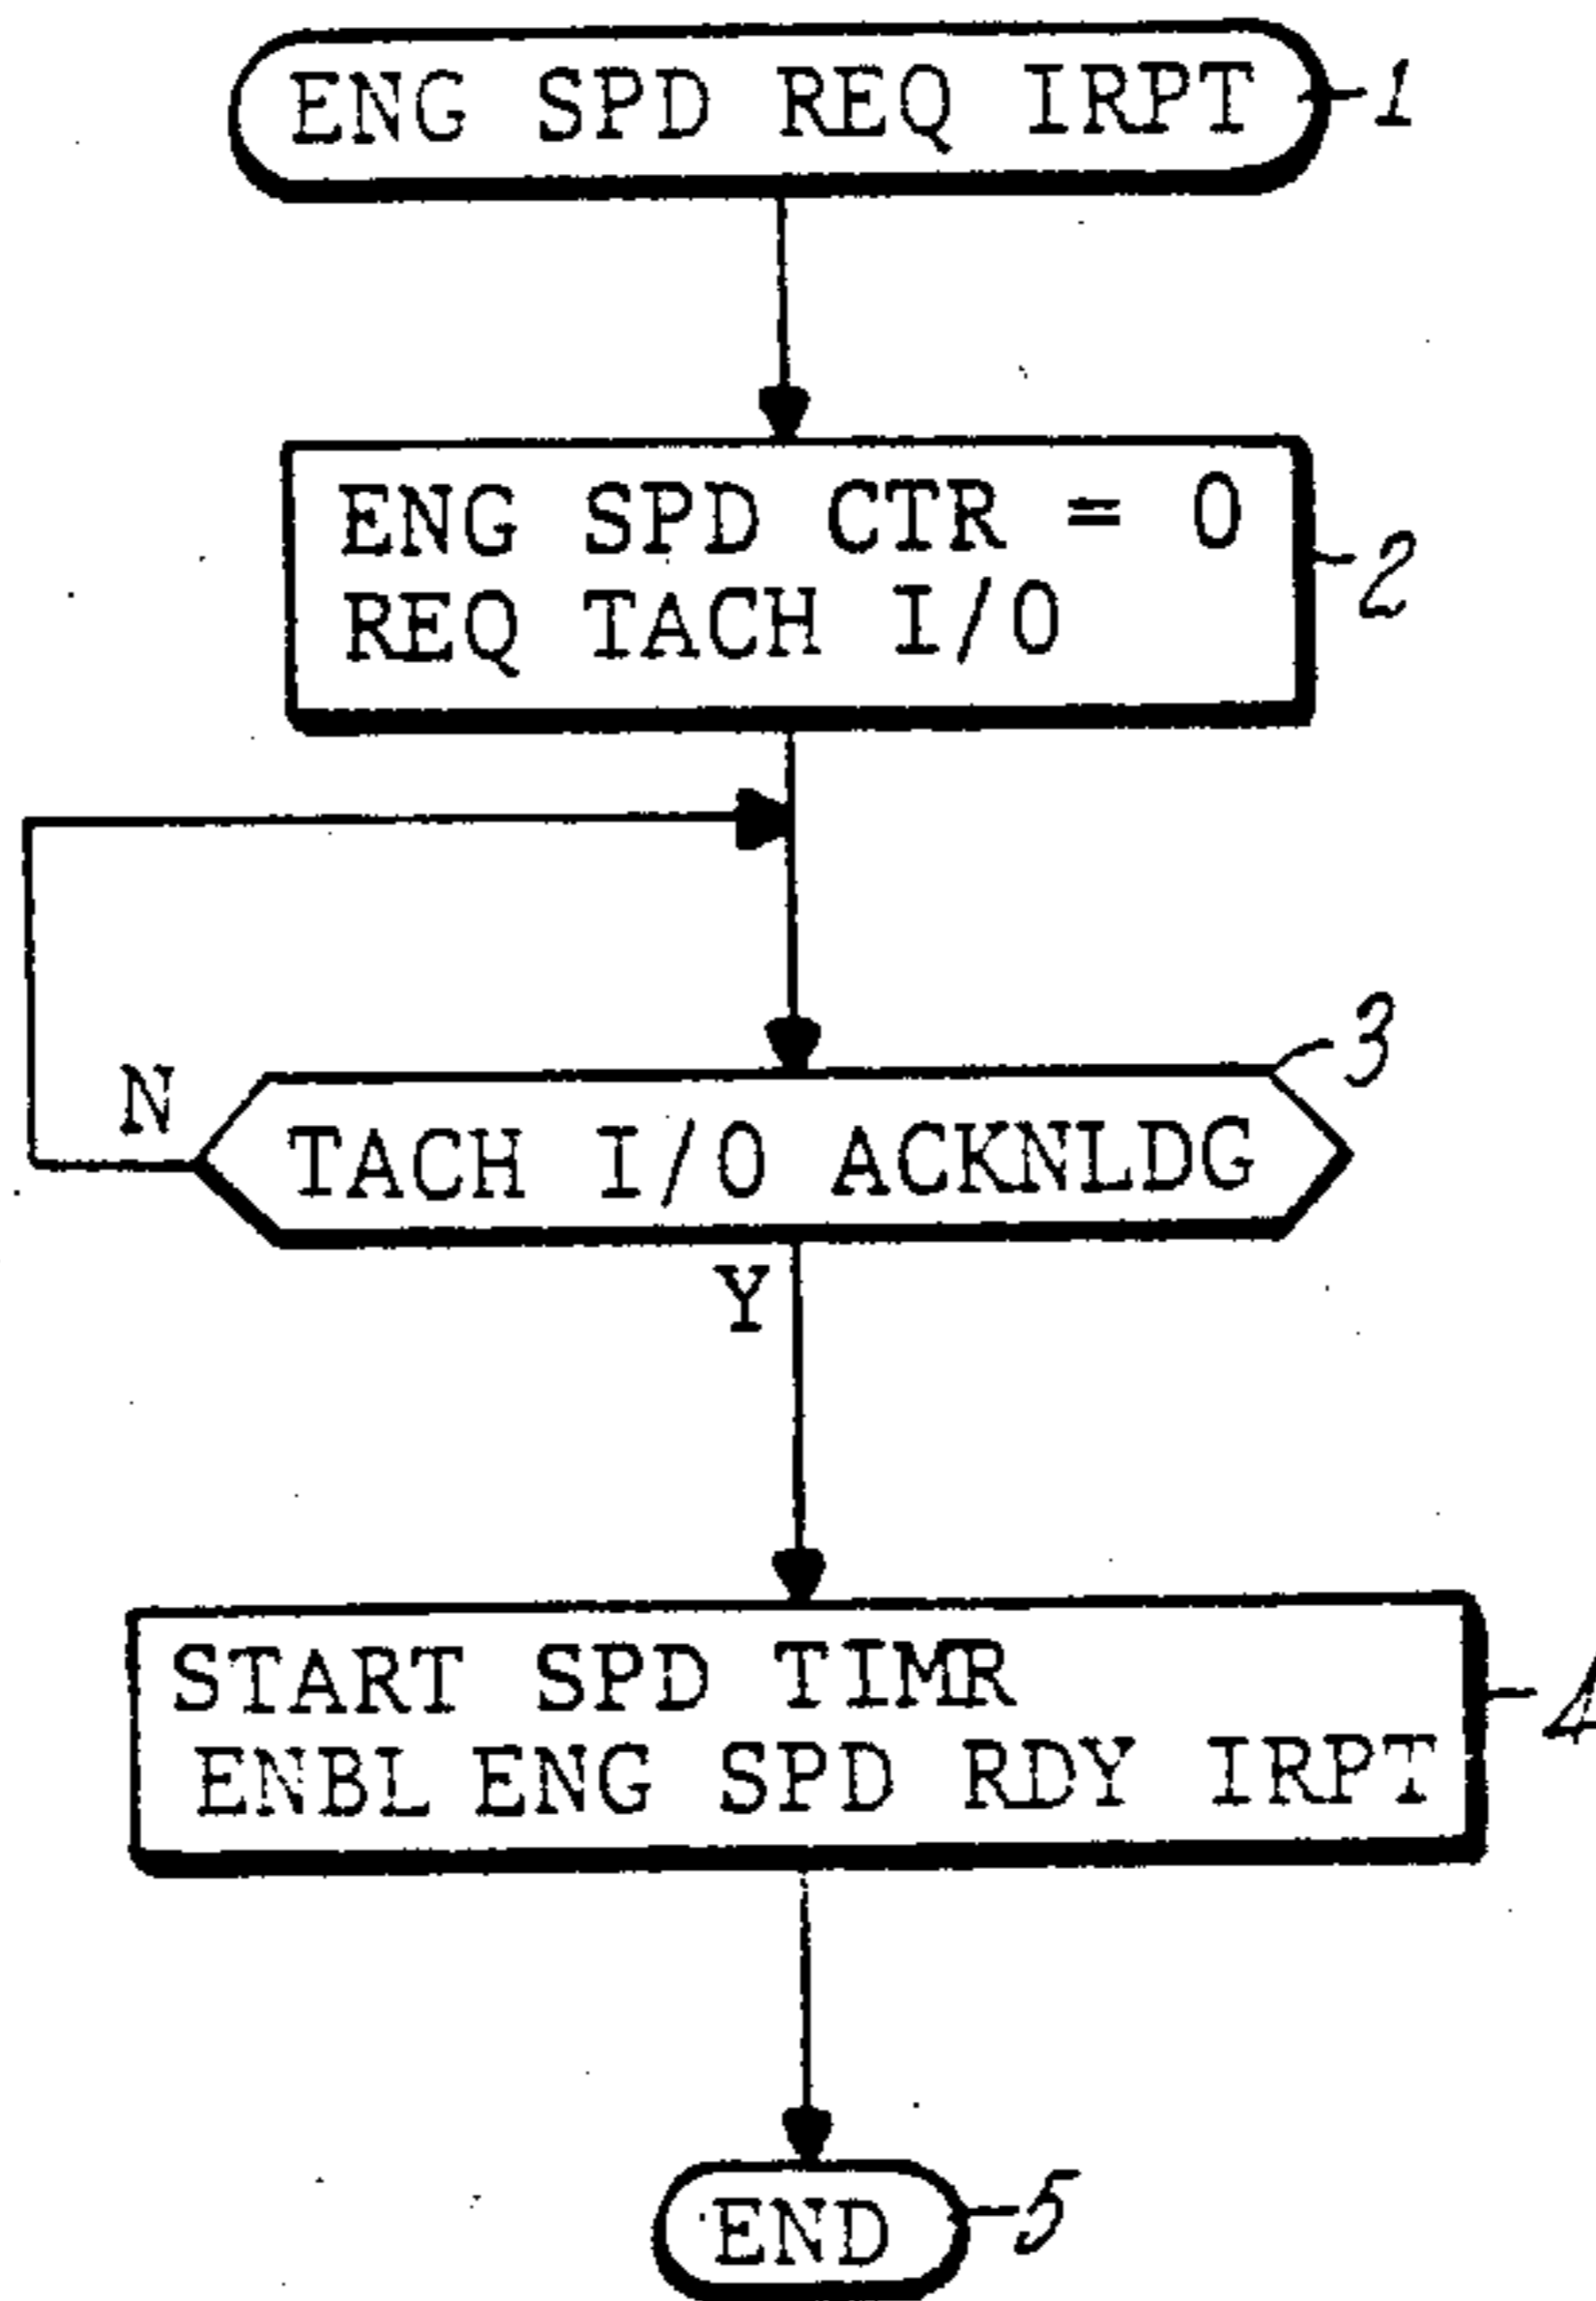 ENG SPD REQ IRPT 1
ENG SPD CTR = 0
REQ TACH I/O
2
3
N
TACH I/O ACKNLDG
Y
START SPD TIMR
ENBL ENG SPD RDY IRPT
4
END 5